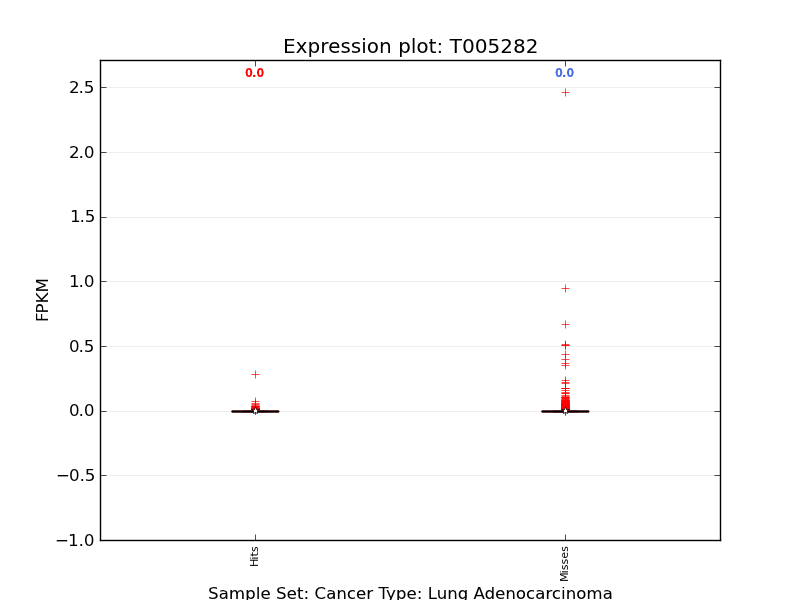 Expression plot: T005282
0.0 0.0
2.5
2.0
1.5
1.0
0.5
0.0
−0.5
−1.0
FPKM
Hits Misses
Sample Set: Cancer Type: Lung Adenocarcinoma